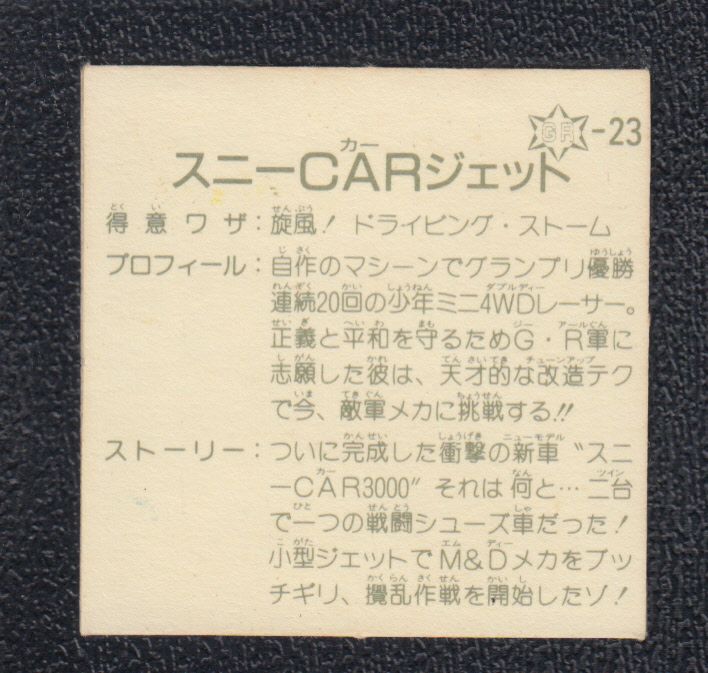 GR-23
スニーCARジェット
得意ワザ:旋風! ドライビング・ストーム
プロフィール:自作のマシーンでグランプリ優勝
連続20回の少年ミニ4WDレーサー。
正義と平和を守るためG・R軍に
志願した彼は、天才的な改造テク
で今、敵軍メカに挑戦する!!
ストーリー:ついに完成した衝撃の新車〝スニ
ーCAR3000〟それは何と…二台
で一つの戦闘シューズ車だった!
小型ジェットでM&Dメカをブッ
チギリ、攪乱作戦を開始したゾ!